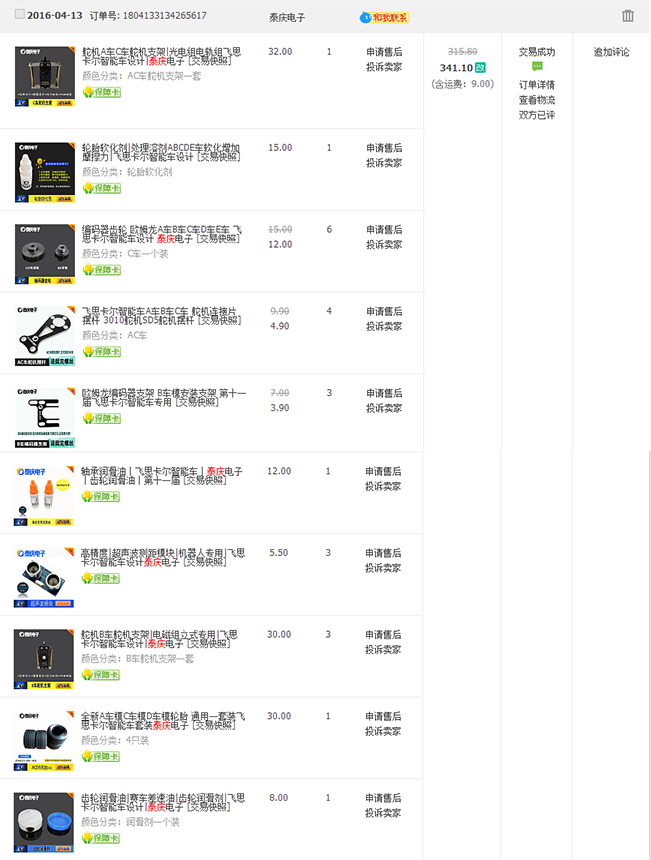 2016-04-13 订单号: 1804133134265617 泰庆电子 和我联系
舵机A车C车舵机支架|光电组电轨组飞思 32.00 1 申请售后 315.80 交易成功 追加评论
卡尔智能车设计|泰庆电子 [交易快照] 投诉卖家 341.10 改
颜色分类：AC车舵机支架一套 (含运费：9.00) 订单详情
保障卡 查看物流
双方已评
轮胎软化剂|处理溶剂ABCDE车软化增加 15.00 1 申请售后
摩擦力|飞思卡尔智能车设计 [交易快照] 投诉卖家
颜色分类：轮胎软化剂
保障卡
编码器齿轮 欧姆龙A车B车C车D车E车 飞 15.00 6 申请售后
思卡尔智能车设计 泰庆电子 [交易快照] 12.00 投诉卖家
颜色分类：C车一个装
保障卡
飞思卡尔智能车A车B车C车 舵机连接片 9.90 4 申请售后
摆杆 3010舵机SD5舵机摆杆 [交易快照] 4.90 投诉卖家
颜色分类：AC车
保障卡
欧姆龙编码器支架 B车模安装支架 第十一 7.00 3 申请售后
届飞思卡尔智能车专用 [交易快照] 3.90 投诉卖家
保障卡
轴承润滑油丨飞思卡尔智能车丨泰庆电子 12.00 1 申请售后
丨齿轮润滑油丨第十一届 [交易快照] 投诉卖家
保障卡
高精度|超声波测距模块|机器人专用|飞思 5.50 3 申请售后
卡尔智能车设计泰庆电子 [交易快照] 投诉卖家
保障卡
舵机B车舵机支架|电磁组立式专用|飞思 30.00 3 申请售后
卡尔智能车设计|泰庆电子 [交易快照] 投诉卖家
颜色分类：B车舵机支架一套
保障卡
全新A车模C车模D车模轮胎 通用一套装飞 30.00 1 申请售后
思卡尔智能车套装泰庆电子 [交易快照] 投诉卖家
颜色分类：4只装
保障卡
齿轮润滑油|赛车差速油|齿轮润滑剂|飞思 8.00 1 申请售后
卡尔智能车设计|泰庆电子 [交易快照] 投诉卖家
颜色分类：润滑剂一个装
保障卡